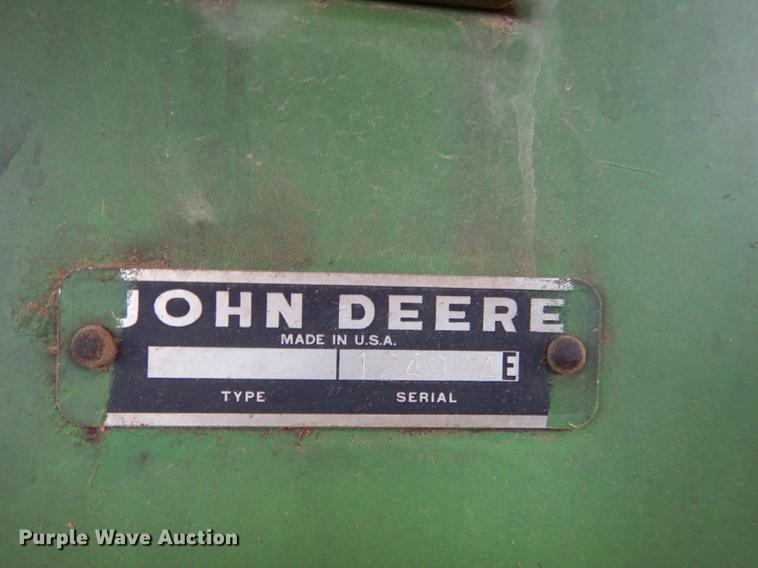 JOHN DEERE
MADE IN U.S.A.
E
TYPE SERIAL
Purple Wave Auction